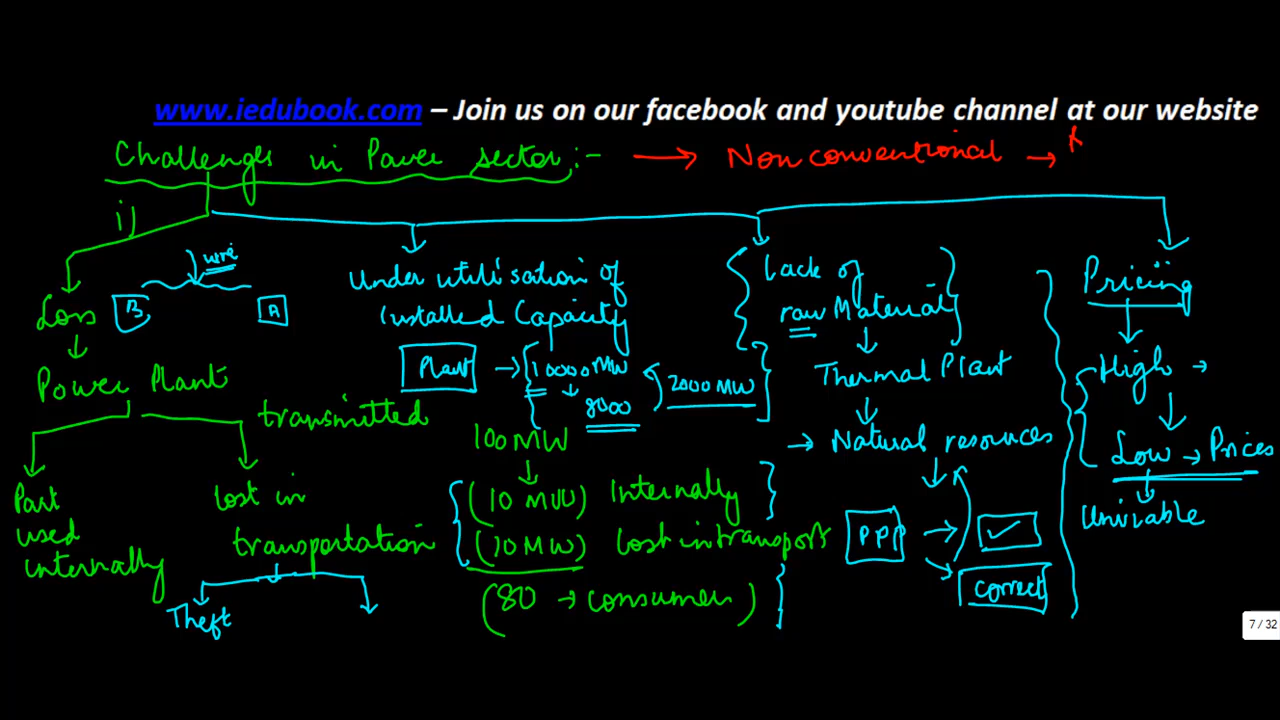 www.iedubook.com – Join us on our facebook and youtube channel at our website
Challenges in Power sector :- → Non conventional →
i)
Loss
↓
Power Plant
Part
used
internally
transmitted
lost in
transportation
Theft
wire
B
A
Under utilisation of
installed Capacity
Plant → 10000 MW
8000
2000 MW
100 MW
↓
(10 MW) Internally
(10 MW) lost in transport
(80 → consumer)
Lack of
raw Material
↓
Thermal Plant
↓
→ Natural resources
↓
PPP → ✓
correct
Pricing
↓
High →
↓
Low → Prices
↓
Unviable
7 / 32